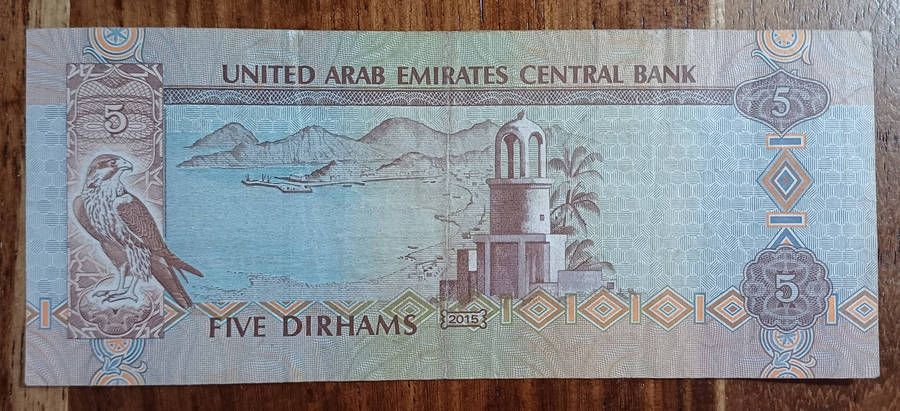 UNITED ARAB EMIRATES CENTRAL BANK
5
5
5
FIVE DIRHAMS
2015